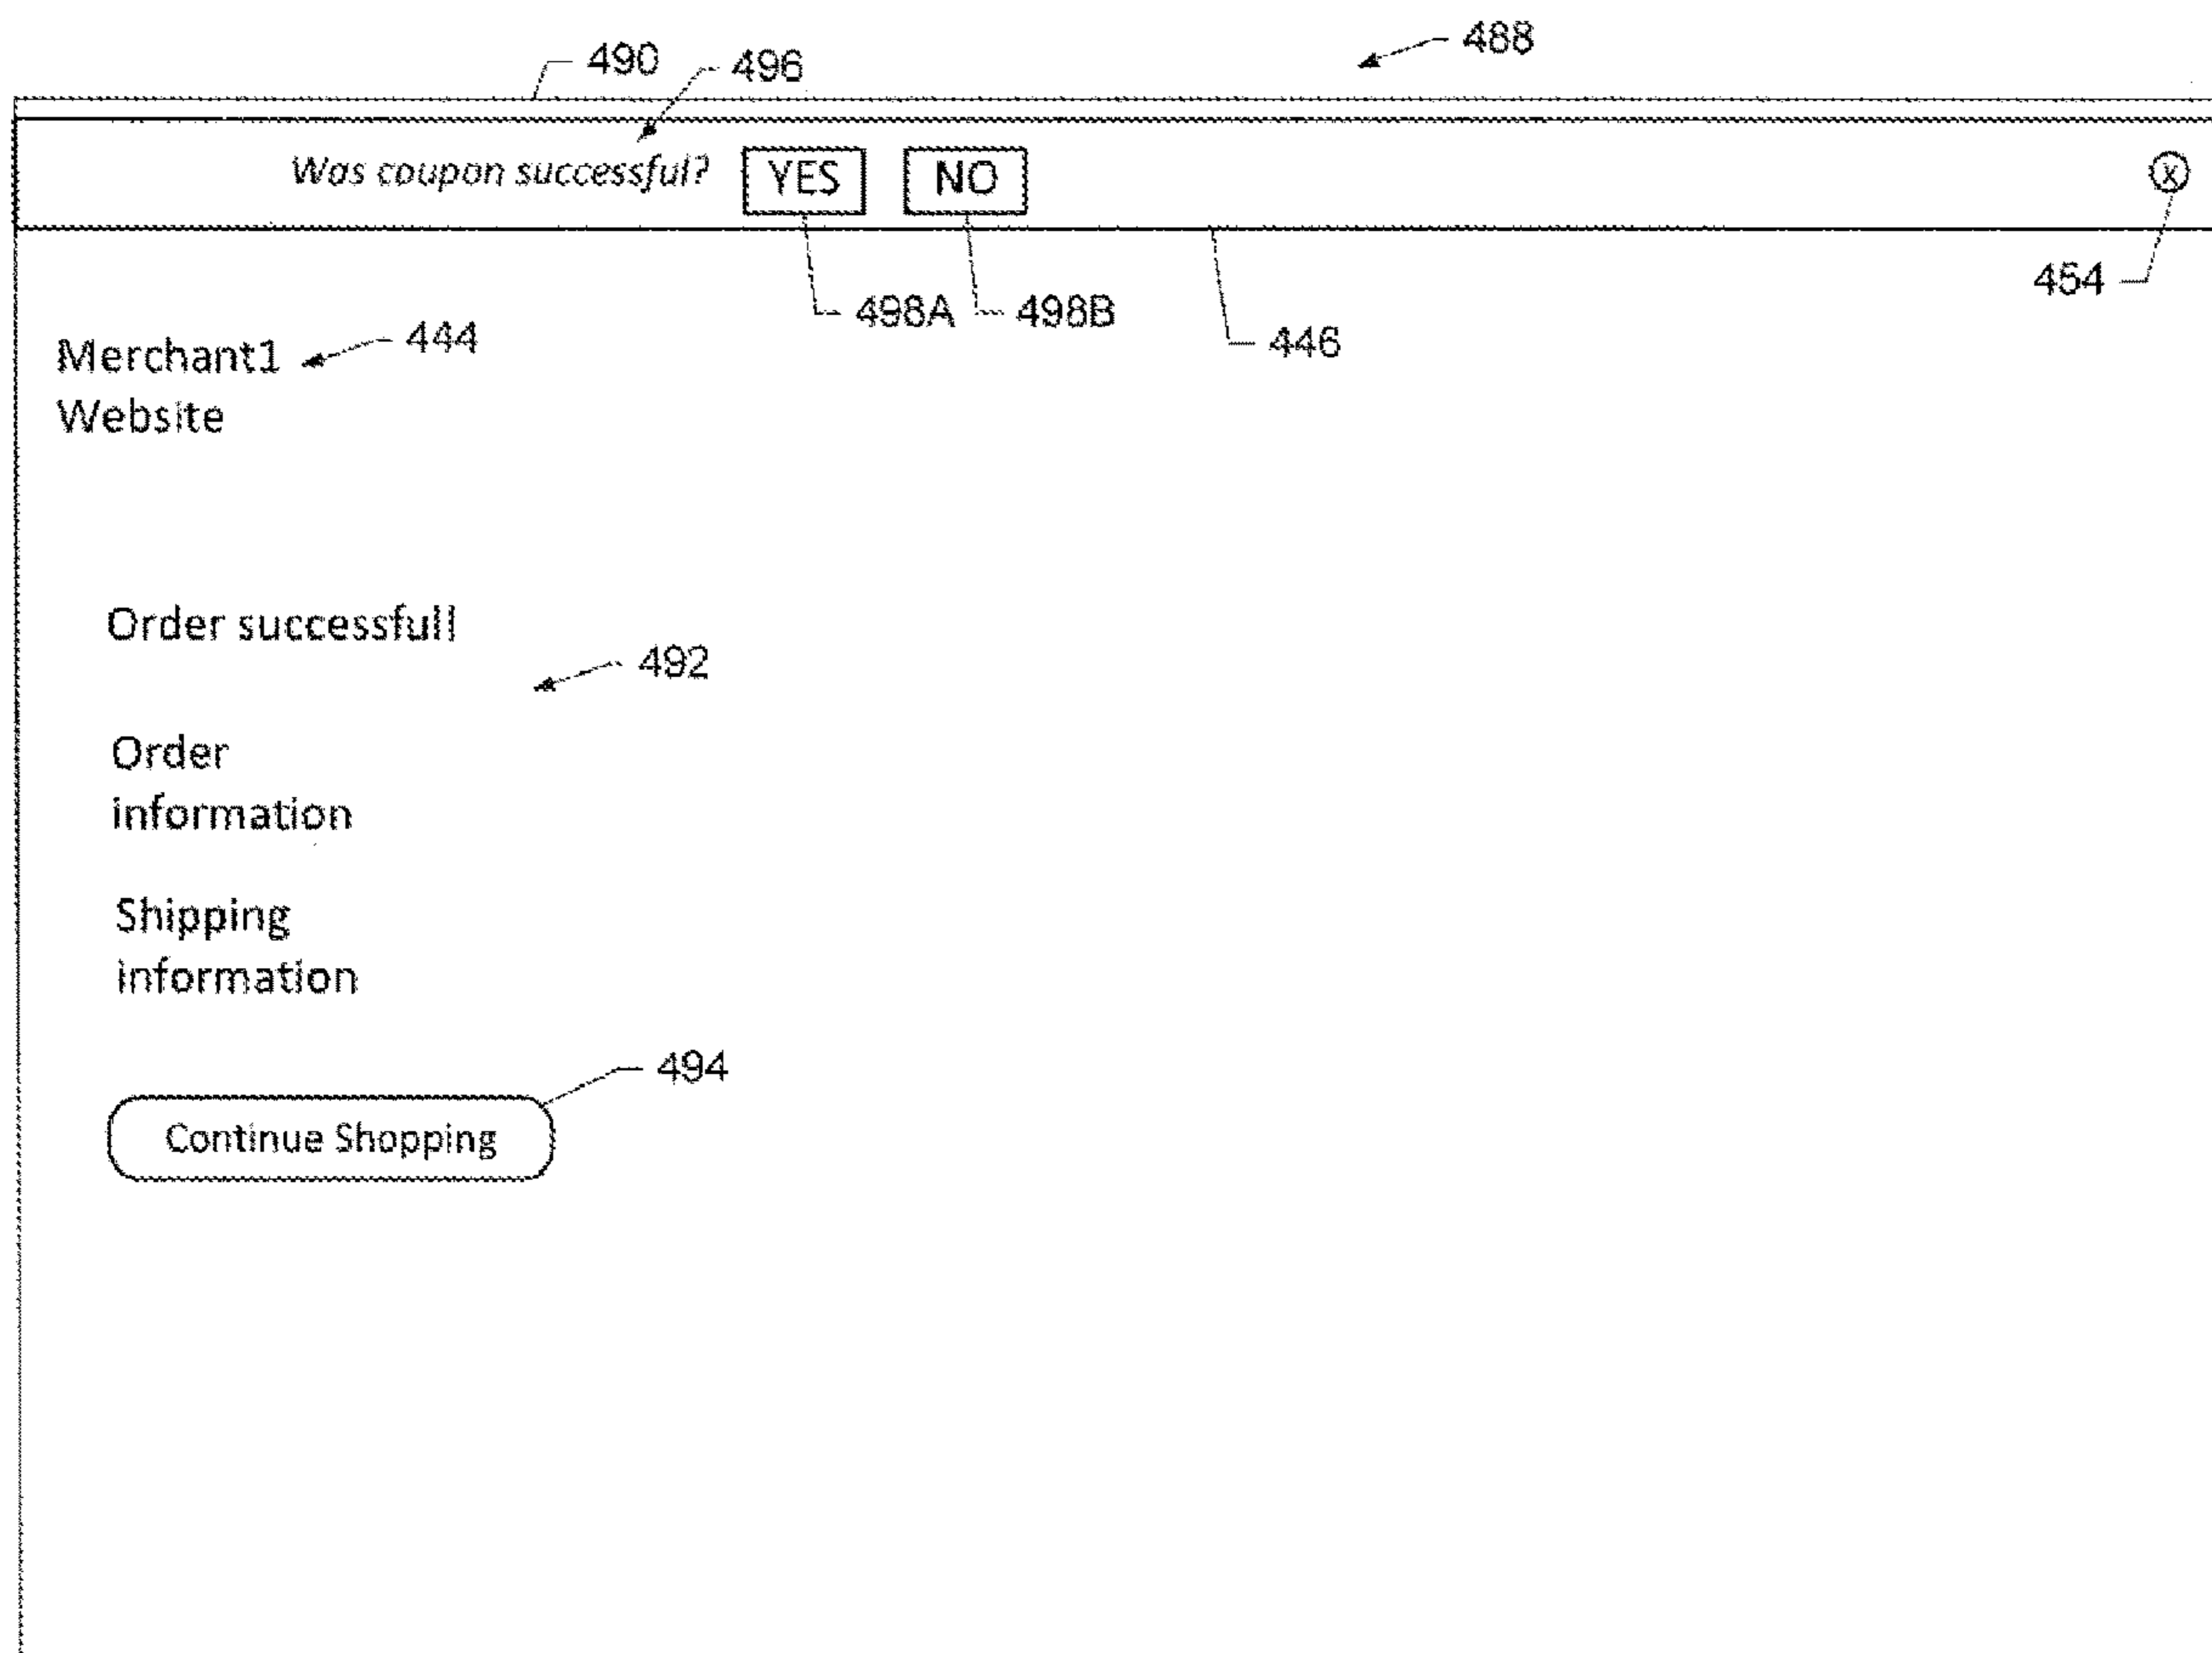 488
490
496
Was coupon successful? YES NO x
454
498A 498B
446
444
Merchant1
Website
Order successful!
492
Order
information
Shipping
information
494
Continue Shopping